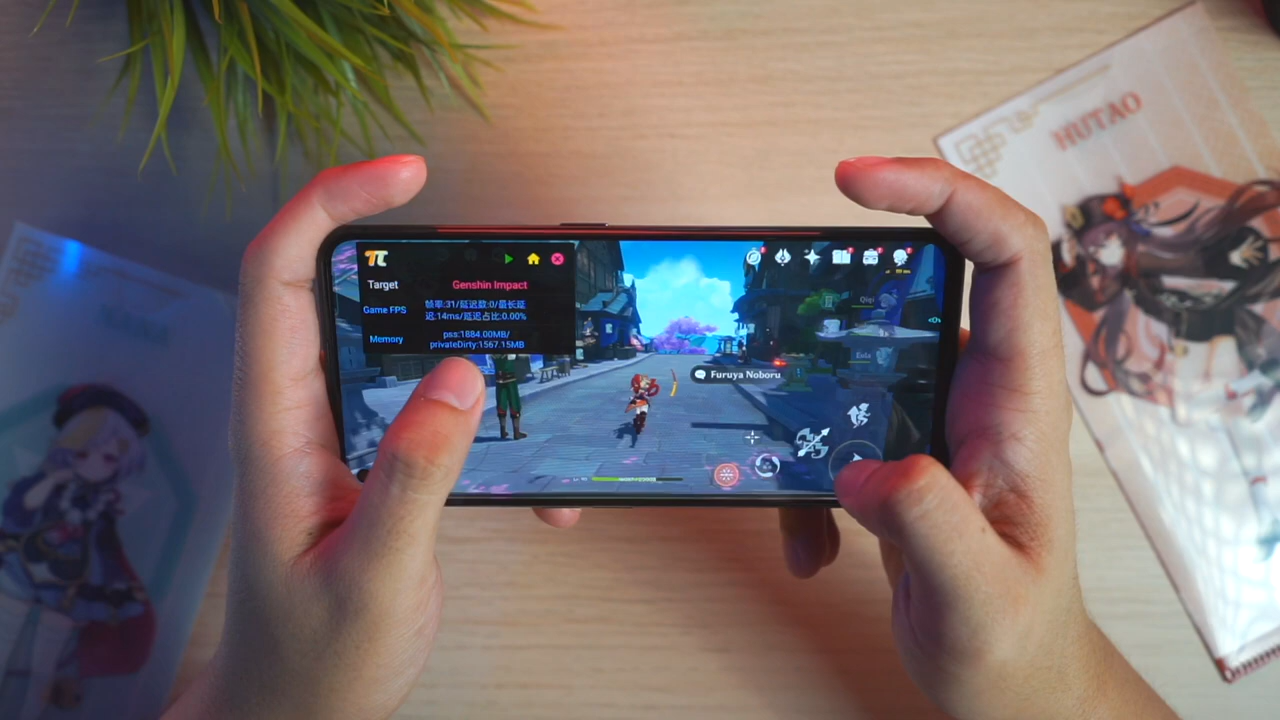 HUTAO
Target Genshin Impact
Game FPS
帧率:31/延迟数:0/最长延
迟:14ms/延迟占比:0.00%
Memory
pss:1884.00MB/
privateDirty:1567.15MB
Qiqi
Eula
Furuya Noboru